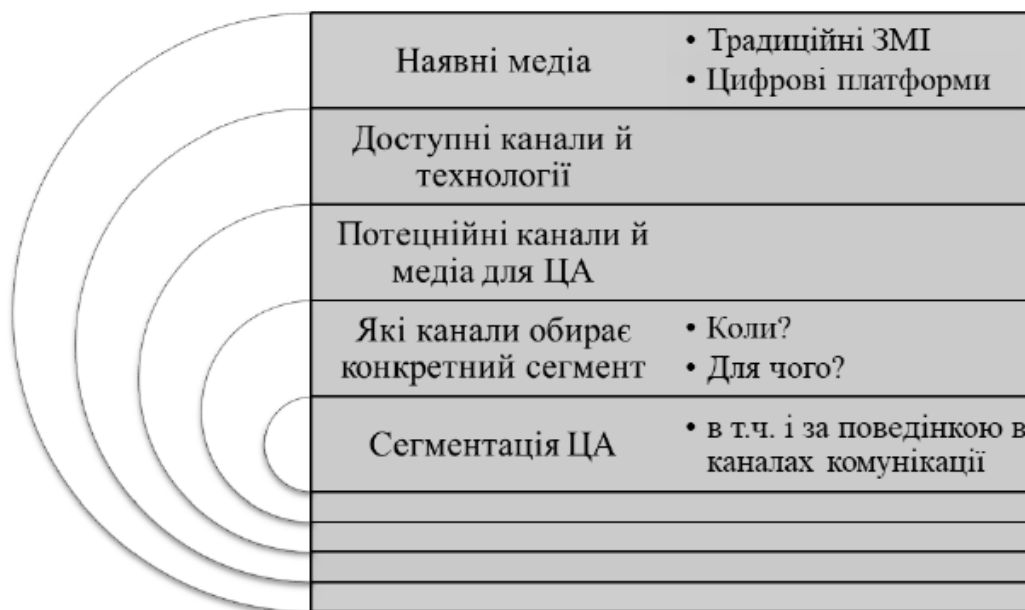 Наявні медіа
• Традиційні ЗМІ
• Цифрові платформи
Доступні канали й
технології
Потецнійні канали й
медіа для ЦА
Які канали обирає
конкретний сегмент
• Коли?
• Для чого?
Сегментація ЦА
• в т.ч. і за поведінкою в
каналах комунікації